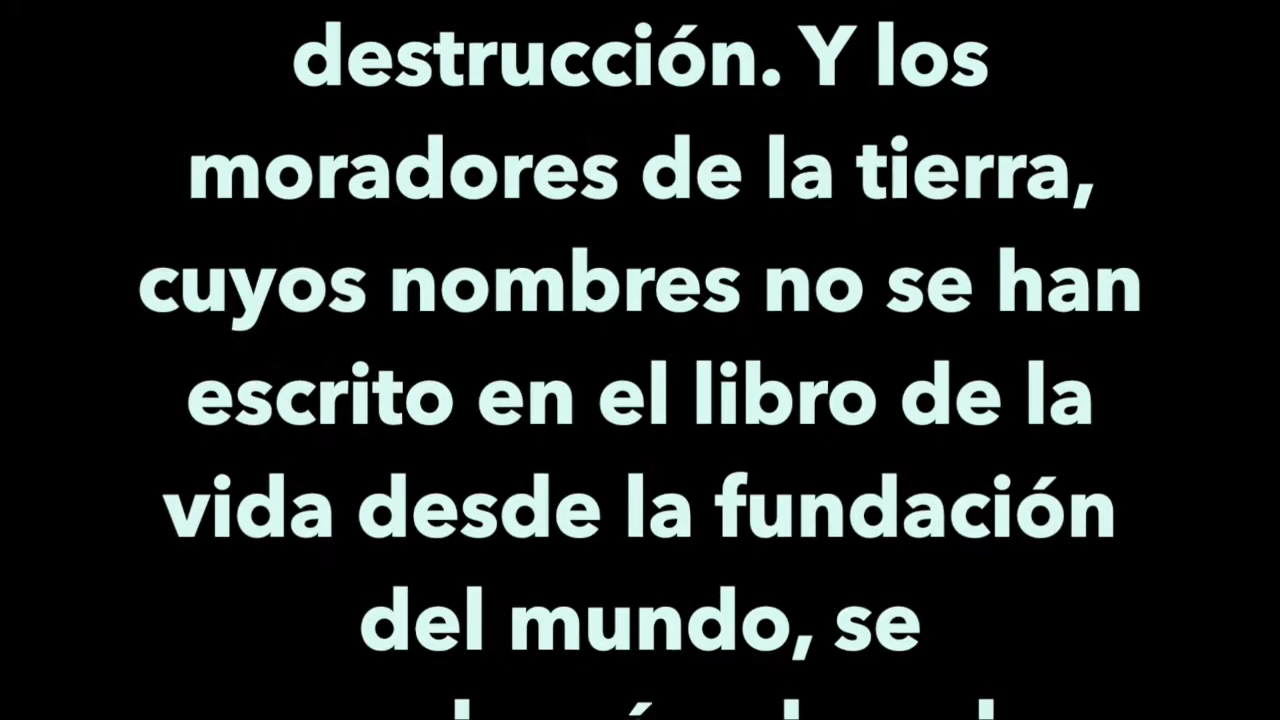 destrucción. Y los
moradores de la tierra,
cuyos nombres no se han
escrito en el libro de la
vida desde la fundación
del mundo, se